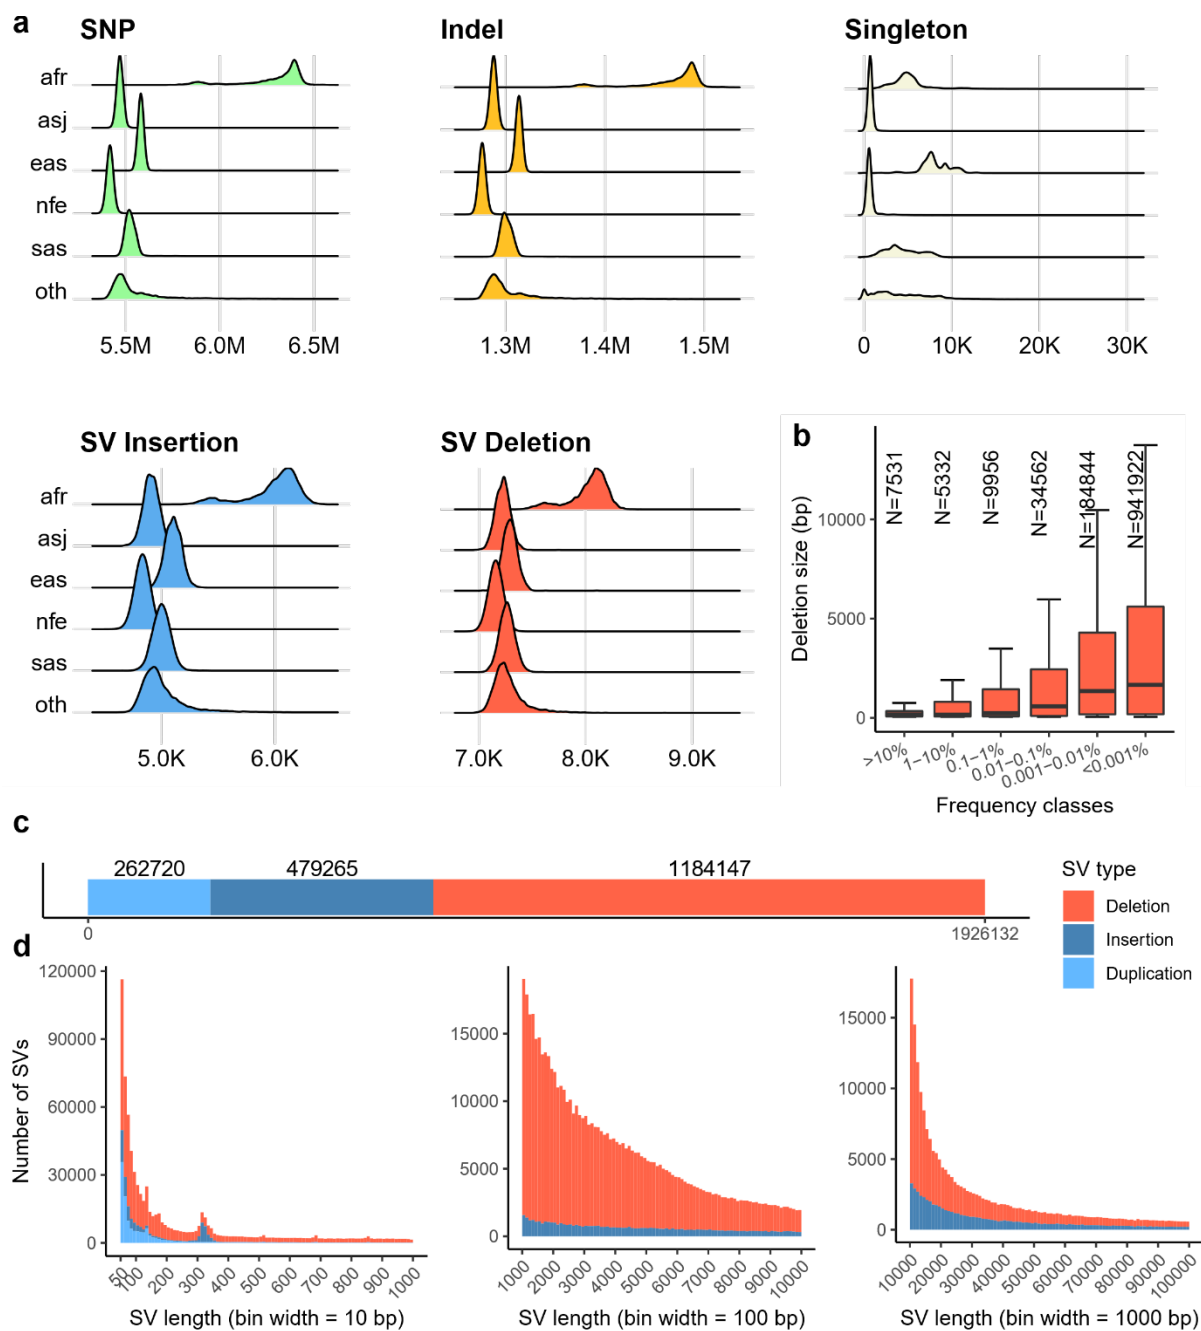 a
SNP
Indel
Singleton
afr
asj
eas
nfe
sas
oth
5.5M 6.0M 6.5M
1.3M 1.4M 1.5M
0 10K 20K 30K
SV Insertion
SV Deletion
afr
asj
eas
nfe
sas
oth
5.0K 6.0K
7.0K 8.0K 9.0K
b
Deletion size (bp)
10000
5000
0
N=7531
N=5332
N=9956
N=34562
N=184844
N=941922
>10%
1−10%
0.1−1%
0.01−0.1%
0.001−0.01%
<0.001%
Frequency classes
c
262720 479265 1184147
0 1926132
SV type
Deletion
Insertion
Duplication
d
Number of SVs
120000
90000
60000
30000
0
50 100 200 300 400 500 600 700 800 900 1000
SV length (bin width = 10 bp)
15000
10000
5000
0
1000 2000 3000 4000 5000 6000 7000 8000 9000 10000
SV length (bin width = 100 bp)
15000
10000
5000
0
10000 20000 30000 40000 50000 60000 70000 80000 90000 100000
SV length (bin width = 1000 bp)